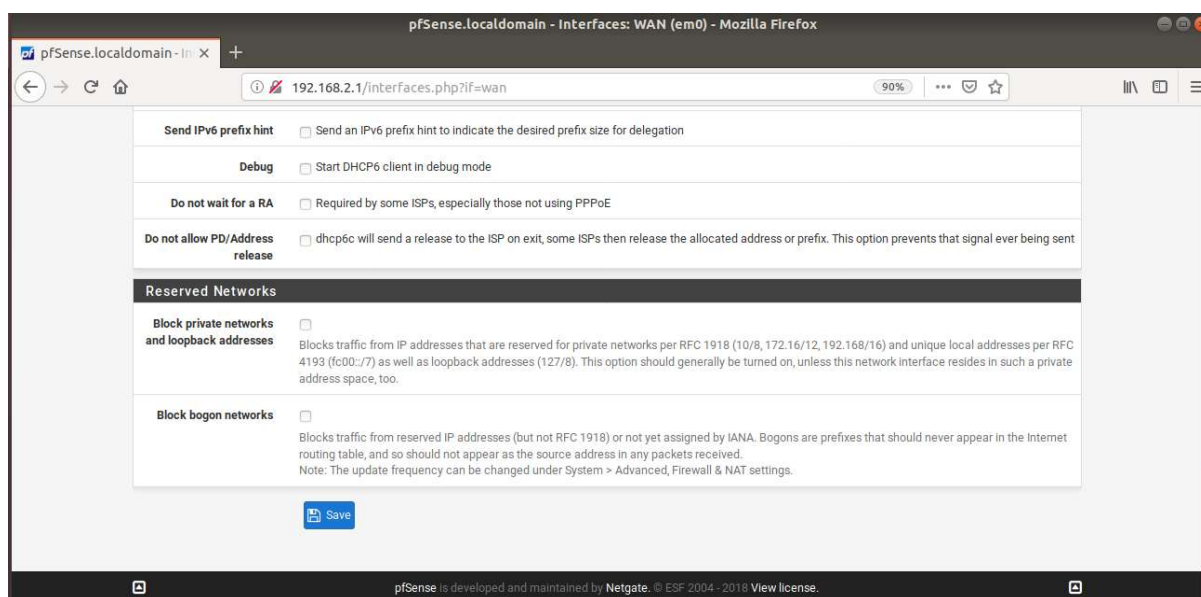 pfSense.localdomain - Interfaces: WAN (em0) - Mozilla Firefox
pfSense.localdomain - In
192.168.2.1/interfaces.php?if=wan
90%
Send IPv6 prefix hint
Send an IPv6 prefix hint to indicate the desired prefix size for delegation
Debug
Start DHCP6 client in debug mode
Do not wait for a RA
Required by some ISPs, especially those not using PPPoE
Do not allow PD/Address
release
dhcp6c will send a release to the ISP on exit, some ISPs then release the allocated address or prefix. This option prevents that signal ever being sent
Reserved Networks
Block private networks
and loopback addresses
Blocks traffic from IP addresses that are reserved for private networks per RFC 1918 (10/8, 172.16/12, 192.168/16) and unique local addresses per RFC
4193 (fc00::/7) as well as loopback addresses (127/8). This option should generally be turned on, unless this network interface resides in such a private
address space, too.
Block bogon networks
Blocks traffic from reserved IP addresses (but not RFC 1918) or not yet assigned by IANA. Bogons are prefixes that should never appear in the Internet
routing table, and so should not appear as the source address in any packets received.
Note: The update frequency can be changed under System > Advanced, Firewall & NAT settings.
Save
pfSense is developed and maintained by Netgate. © ESF 2004 - 2018 View license.